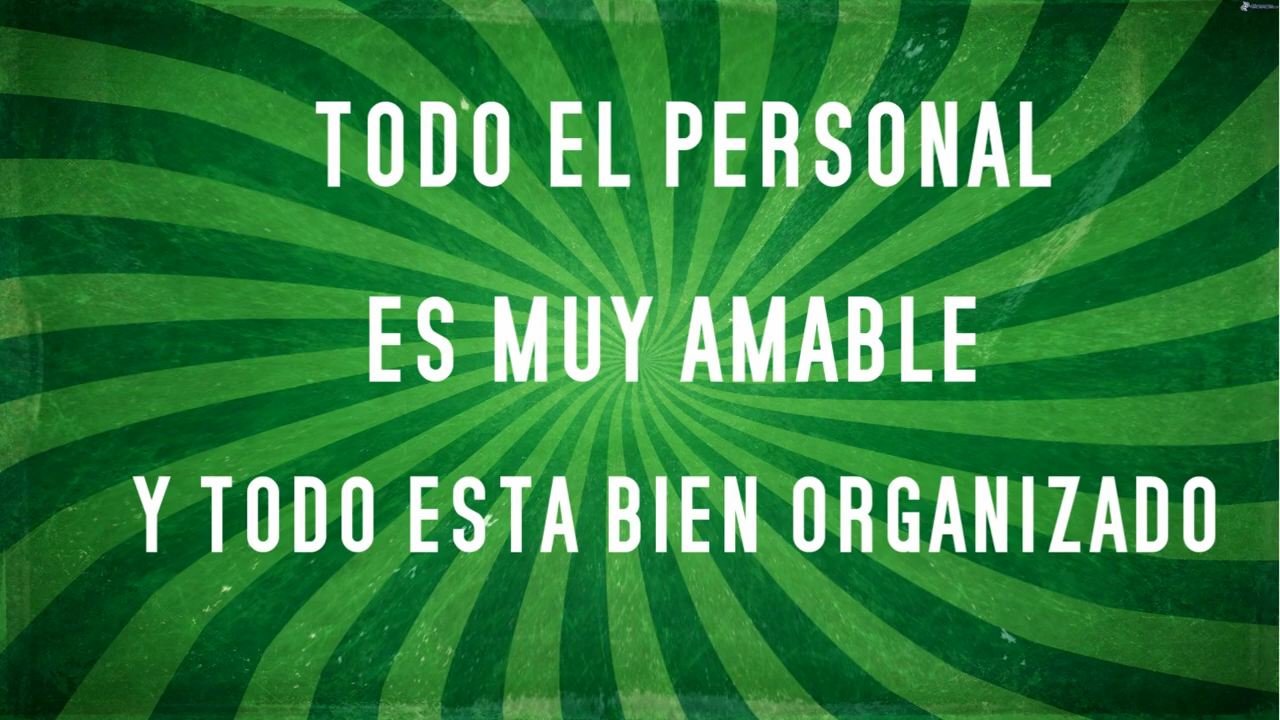 TODO EL PERSONAL
ES MUY AMABLE
Y TODO ESTA BIEN ORGANIZADO